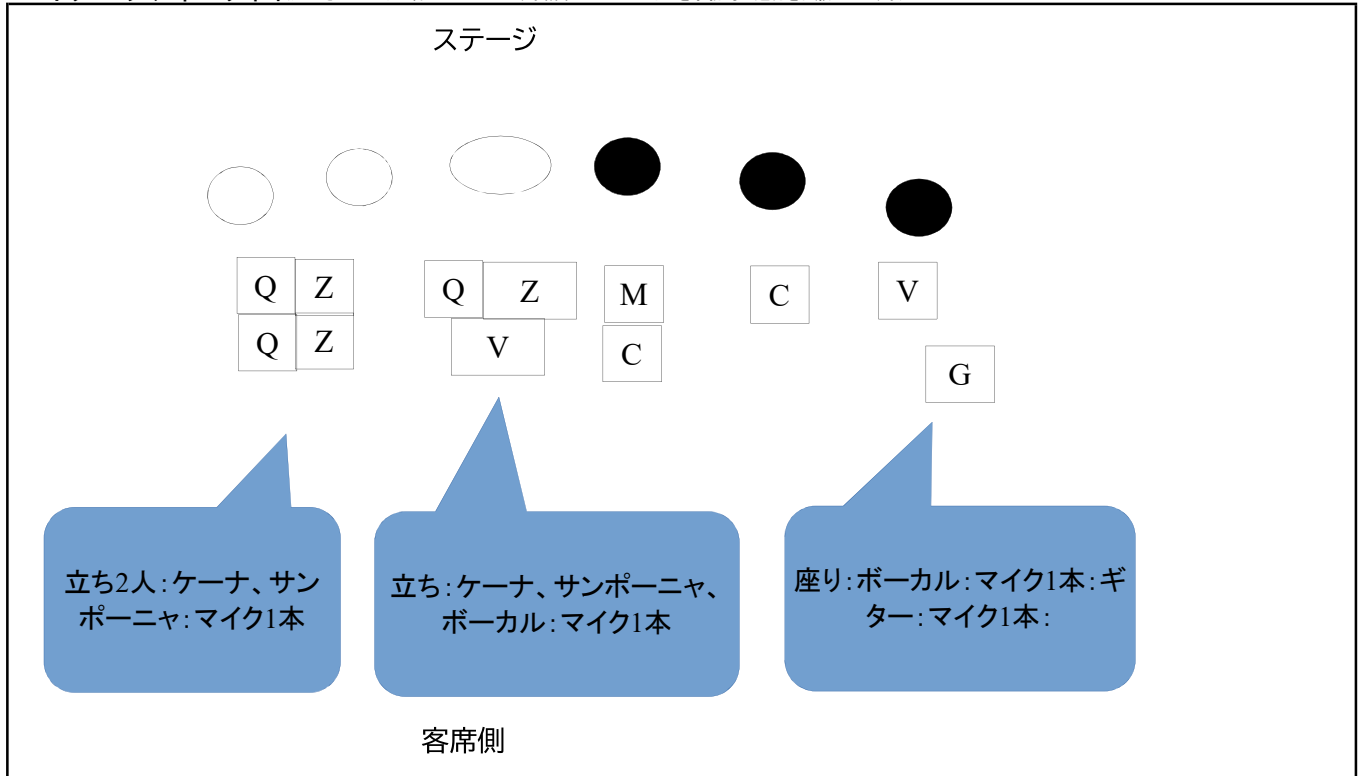 ステージ
Q Z Q Z M C V
Q Z V C
G
立ち2人：ケーナ、サン
ポーニャ：マイク1本
立ち：ケーナ、サンポーニャ、
ボーカル：マイク1本
座り：ボーカル：マイク1本：ギ
ター：マイク1本：
客席側